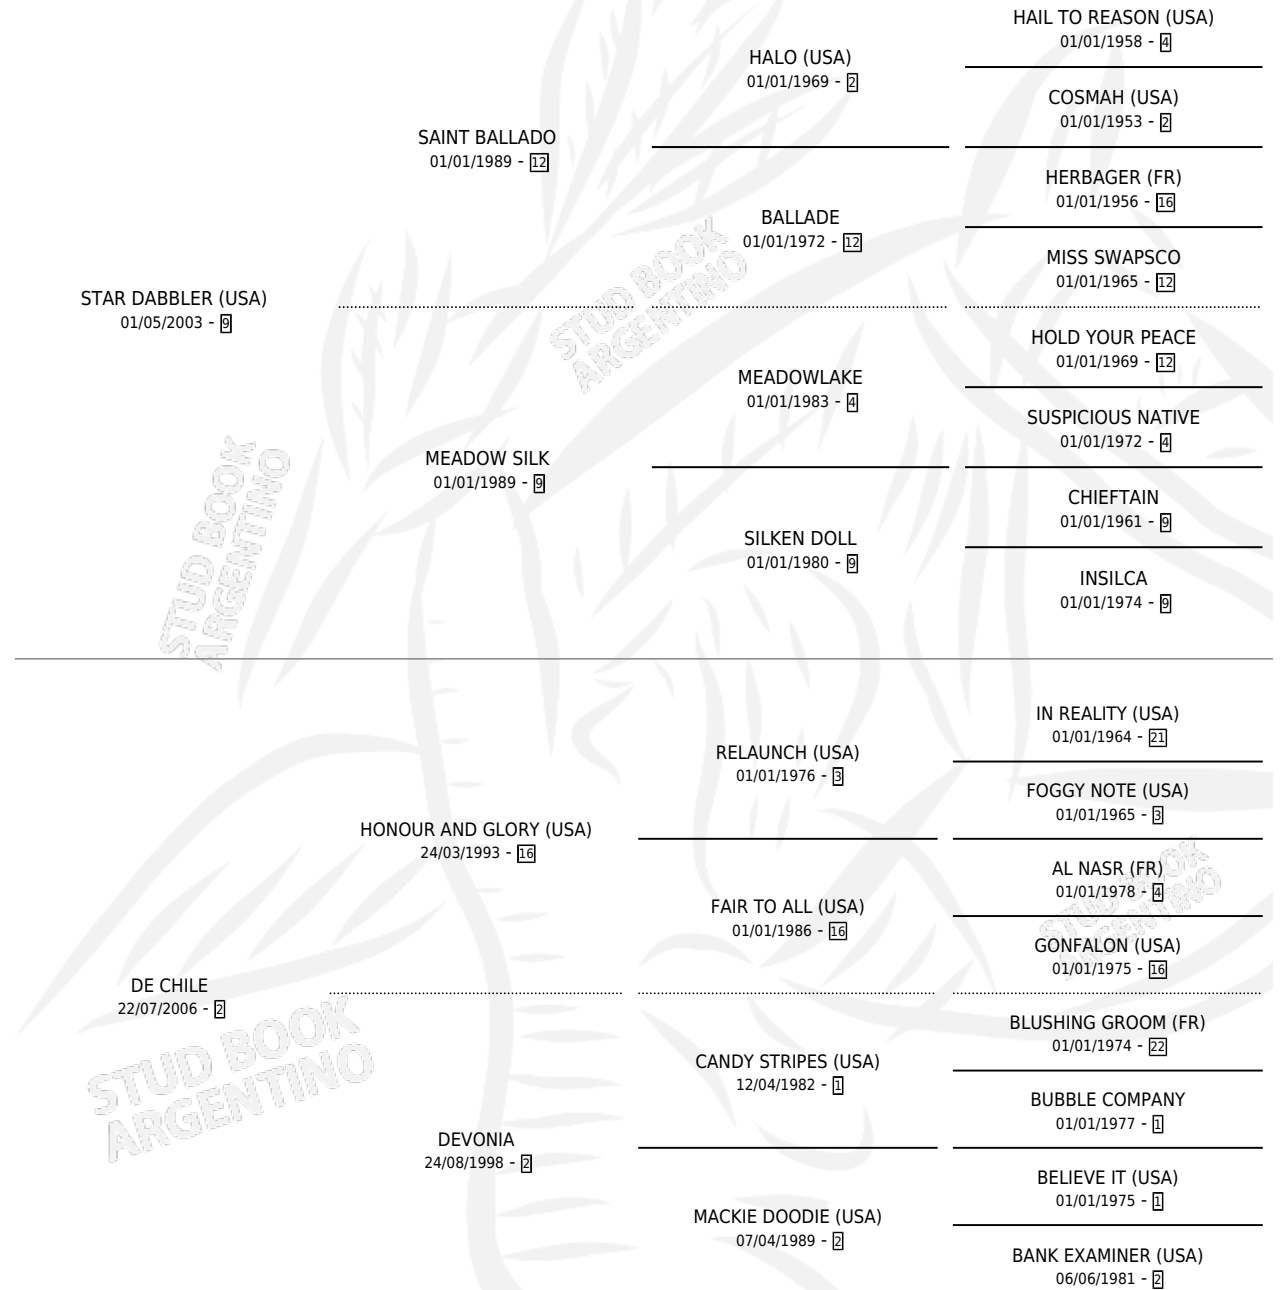 HAIL TO REASON (USA)
01/01/1958 - 4
HALO (USA)
01/01/1969 - 2
COSMAH (USA)
01/01/1953 - 2
SAINT BALLADO
01/01/1989 - 12
HERBAGER (FR)
01/01/1956 - 16
BALLADE
01/01/1972 - 12
MISS SWAPSCO
01/01/1965 - 12
STAR DABBLER (USA)
01/05/2003 - 9
HOLD YOUR PEACE
01/01/1969 - 12
MEADOWLAKE
01/01/1983 - 4
SUSPICIOUS NATIVE
01/01/1972 - 4
MEADOW SILK
01/01/1989 - 9
CHIEFTAIN
01/01/1961 - 9
SILKEN DOLL
01/01/1980 - 9
INSILCA
01/01/1974 - 9
IN REALITY (USA)
01/01/1964 - 21
RELAUNCH (USA)
01/01/1976 - 3
FOGGY NOTE (USA)
01/01/1965 - 3
HONOUR AND GLORY (USA)
24/03/1993 - 16
AL NASR (FR)
01/01/1978 - 4
FAIR TO ALL (USA)
01/01/1986 - 16
GONFALON (USA)
01/01/1975 - 16
DE CHILE
22/07/2006 - 2
BLUSHING GROOM (FR)
01/01/1974 - 22
CANDY STRIPES (USA)
12/04/1982 - 1
BUBBLE COMPANY
01/01/1977 - 1
DEVONIA
24/08/1998 - 2
BELIEVE IT (USA)
01/01/1975 - 1
MACKIE DOODIE (USA)
07/04/1989 - 2
BANK EXAMINER (USA)
06/06/1981 - 2
STUD BOOK
ARGENTINO
STUD BOOK
ARGENTINO
STUD BOOK
ARGENTINO
STUD BOOK
ARGENTINO